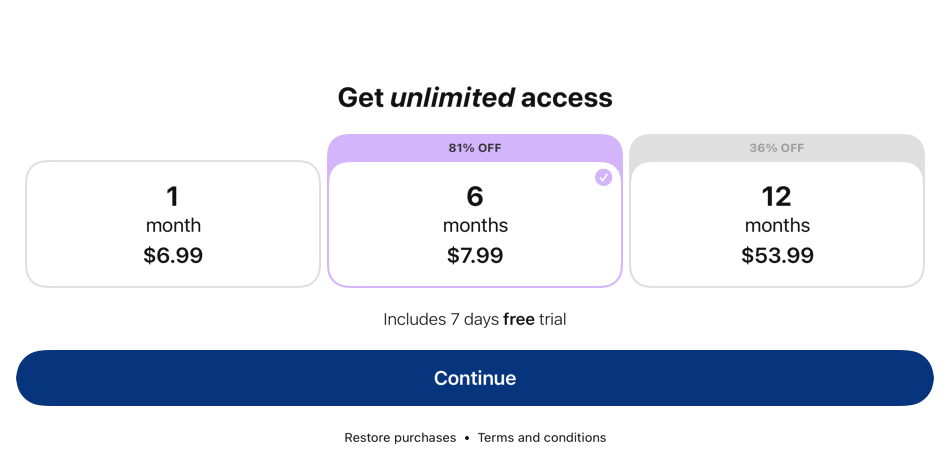 Get unlimited access
1
month
$6.99
81% OFF
6
months
$7.99
36% OFF
12
months
$53.99
Includes 7 days free trial
Continue
Restore purchases • Terms and conditions